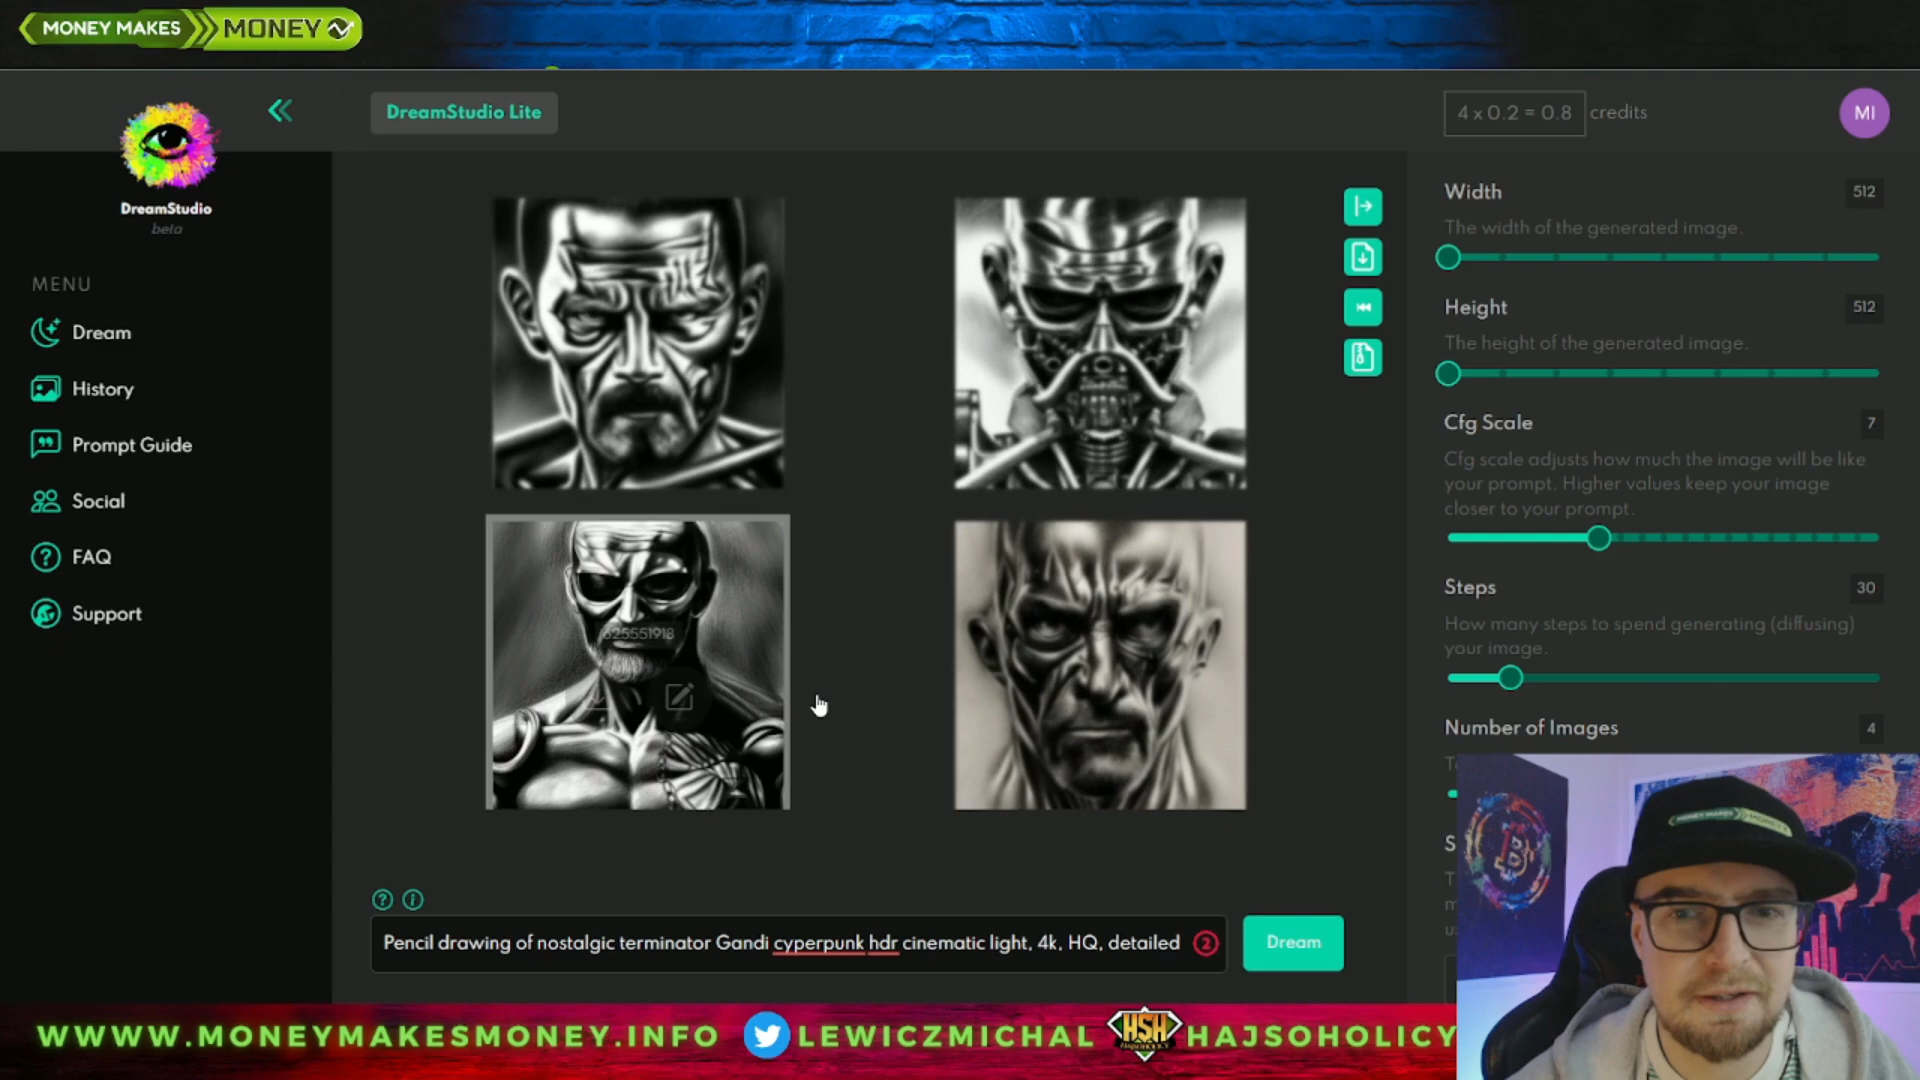 MONEY MAKES MONEY
DreamStudio Lite
4 x 0.2 = 0.8 credits
MI
DreamStudio
beta
MENU
Dream
History
Prompt Guide
Social
FAQ
Support
Width 512
The width of the generated image.
Height 512
The height of the generated image.
Cfg Scale 7
Cfg scale adjusts how much the image will be like
your prompt. Higher values keep your image
closer to your prompt.
Steps 30
How many steps to spend generating (diffusing)
your image.
Number of Images 4
625551918
Pencil drawing of nostalgic terminator Gandi cyperpunk hdr cinematic light, 4k, HQ, detailed 2
Dream
MONEY MAKES MONEY
WWWW.MONEYMAKESMONEY.INFO LEWICZMICHAL HSH HAJSOHOLICY